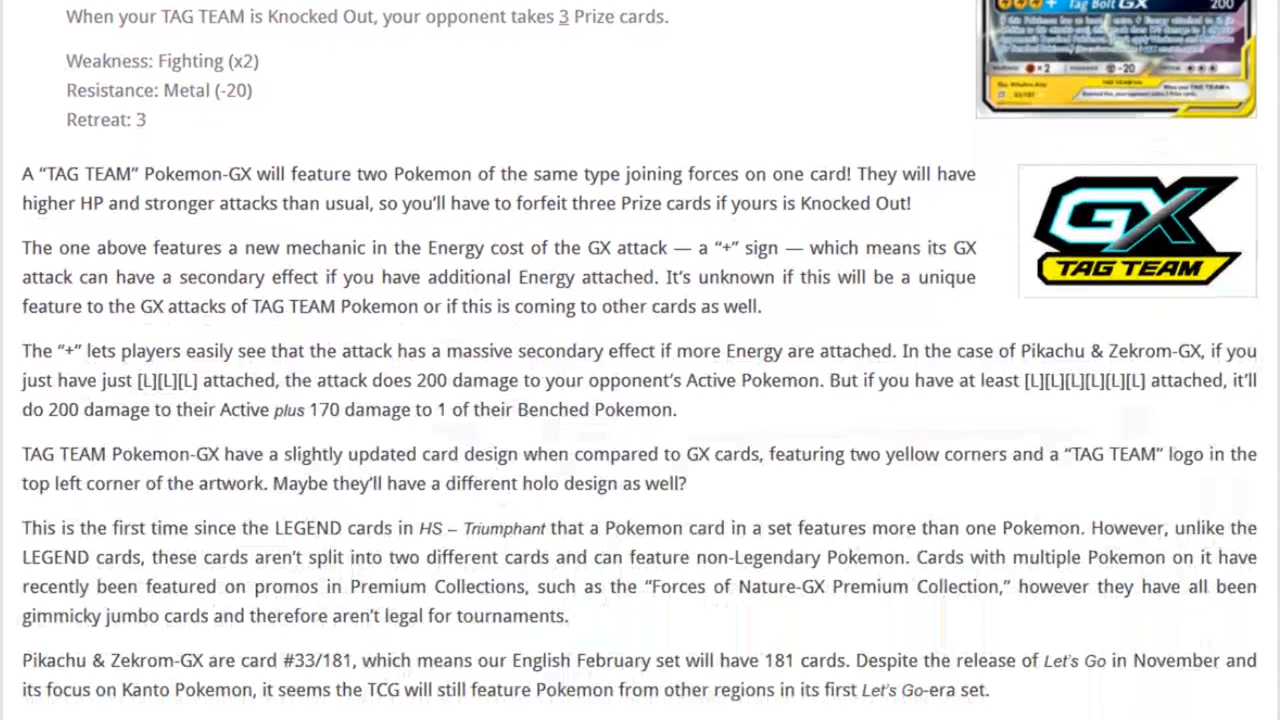 When your TAG TEAM is Knocked Out, your opponent takes 3 Prize cards.
Tag Bolt GX 200
Weakness: Fighting (x2)
Resistance: Metal (-20)
×2 -20
Retreat: 3
TAG TEAM
33/181
A “TAG TEAM” Pokemon-GX will feature two Pokemon of the same type joining forces on one card! They will have
higher HP and stronger attacks than usual, so you’ll have to forfeit three Prize cards if yours is Knocked Out!
GX
TAG TEAM
The one above features a new mechanic in the Energy cost of the GX attack — a “+” sign — which means its GX
attack can have a secondary effect if you have additional Energy attached. It’s unknown if this will be a unique
feature to the GX attacks of TAG TEAM Pokemon or if this is coming to other cards as well.
The “+” lets players easily see that the attack has a massive secondary effect if more Energy are attached. In the case of Pikachu & Zekrom-GX, if you
just have just [L][L][L] attached, the attack does 200 damage to your opponent’s Active Pokemon. But if you have at least [L][L][L][L][L][L] attached, it’ll
do 200 damage to their Active plus 170 damage to 1 of their Benched Pokemon.
TAG TEAM Pokemon-GX have a slightly updated card design when compared to GX cards, featuring two yellow corners and a “TAG TEAM” logo in the
top left corner of the artwork. Maybe they’ll have a different holo design as well?
This is the first time since the LEGEND cards in HS – Triumphant that a Pokemon card in a set features more than one Pokemon. However, unlike the
LEGEND cards, these cards aren’t split into two different cards and can feature non-Legendary Pokemon. Cards with multiple Pokemon on it have
recently been featured on promos in Premium Collections, such as the “Forces of Nature-GX Premium Collection,” however they have all been
gimmicky jumbo cards and therefore aren’t legal for tournaments.
Pikachu & Zekrom-GX are card #33/181, which means our English February set will have 181 cards. Despite the release of Let’s Go in November and
its focus on Kanto Pokemon, it seems the TCG will still feature Pokemon from other regions in its first Let’s Go-era set.